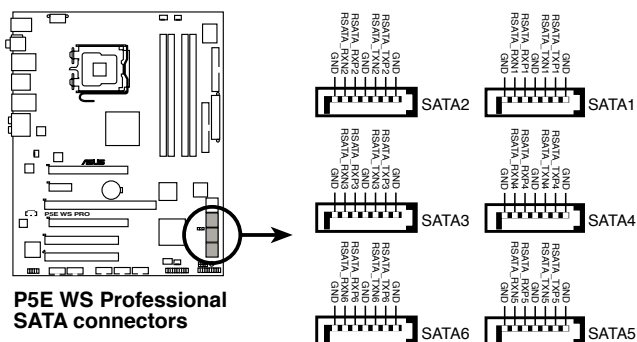 GND
RSATA_RXN2
RSATA_RXP2
GND
RSATA_TXN2
RSATA_TXP2
GND
SATA2
GND
RSATA_RXN1
RSATA_RXP1
GND
RSATA_TXN1
RSATA_TXP1
GND
SATA1
GND
RSATA_RXN3
RSATA_RXP3
GND
RSATA_TXN3
RSATA_TXP3
GND
SATA3
GND
RSATA_RXN4
RSATA_RXP4
GND
RSATA_TXN4
RSATA_TXP4
GND
SATA4
GND
RSATA_RXN6
RSATA_RXP6
GND
RSATA_TXN6
RSATA_TXP6
GND
SATA6
GND
RSATA_RXN5
RSATA_RXP5
GND
RSATA_TXN5
RSATA_TXP5
GND
SATA5
ASUS
P5E WS PRO
P5E WS Professional
SATA connectors